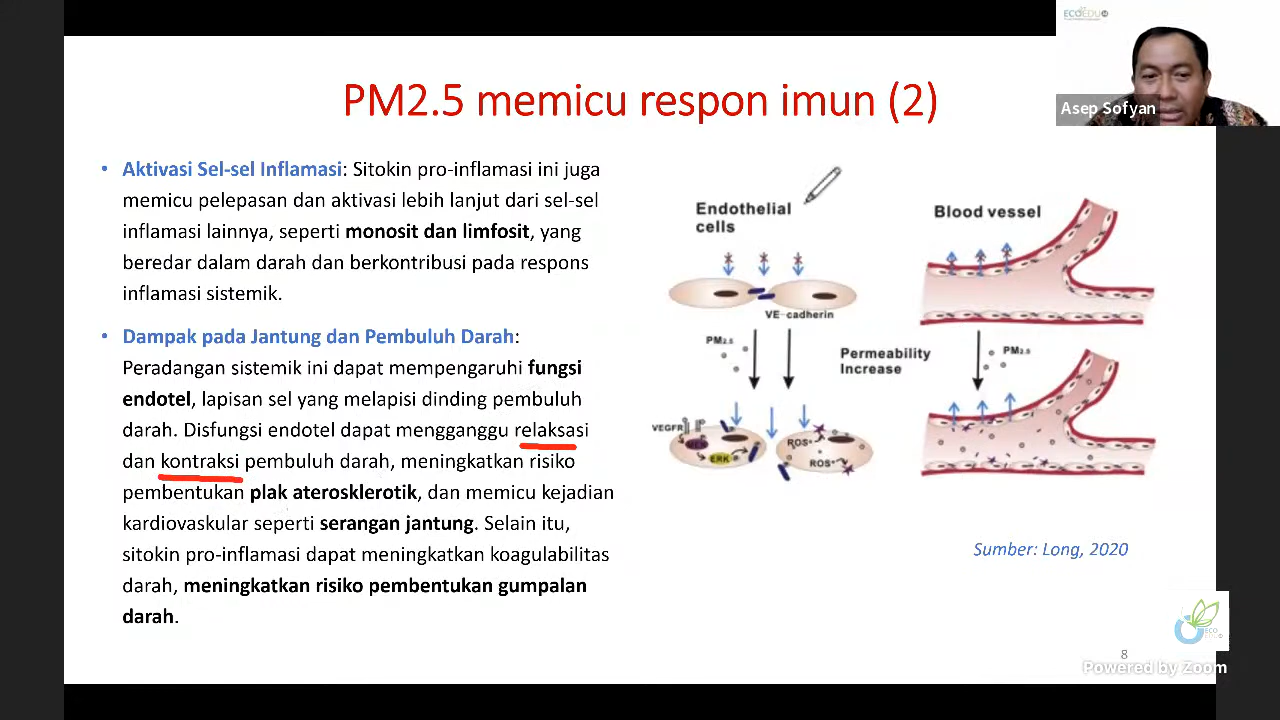 ECOEDU
Asep Sofyan
PM2.5 memicu respon imun (2)
• Aktivasi Sel-sel Inflamasi: Sitokin pro-inflamasi ini juga
memicu pelepasan dan aktivasi lebih lanjut dari sel-sel
inflamasi lainnya, seperti monosit dan limfosit, yang
beredar dalam darah dan berkontribusi pada respons
inflamasi sistemik.
• Dampak pada Jantung dan Pembuluh Darah:
Peradangan sistemik ini dapat mempengaruhi fungsi
endotel, lapisan sel yang melapisi dinding pembuluh
darah. Disfungsi endotel dapat mengganggu relaksasi
dan kontraksi pembuluh darah, meningkatkan risiko
pembentukan plak aterosklerotik, dan memicu kejadian
kardiovaskular seperti serangan jantung. Selain itu,
sitokin pro-inflamasi dapat meningkatkan koagulabilitas
darah, meningkatkan risiko pembentukan gumpalan
darah.
Endothelial
cells
VE-cadherin
PM2.5
Permeability
Increase
VEGFR
ERK
ROS
ROS
Blood vessel
PM2.5
Sumber: Long, 2020
ECO
8
Powered by Zoom